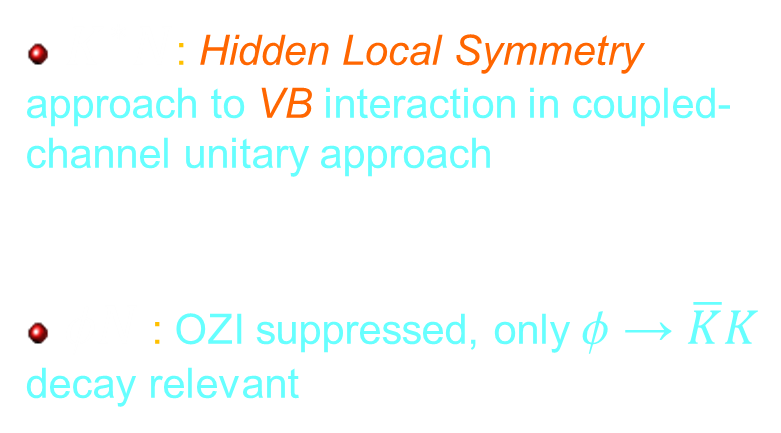 : Hidden Local Symmetry
approach to VB interaction in coupled-
channel unitary approach
: OZI suppressed, only ϕ → K̅K
decay relevant